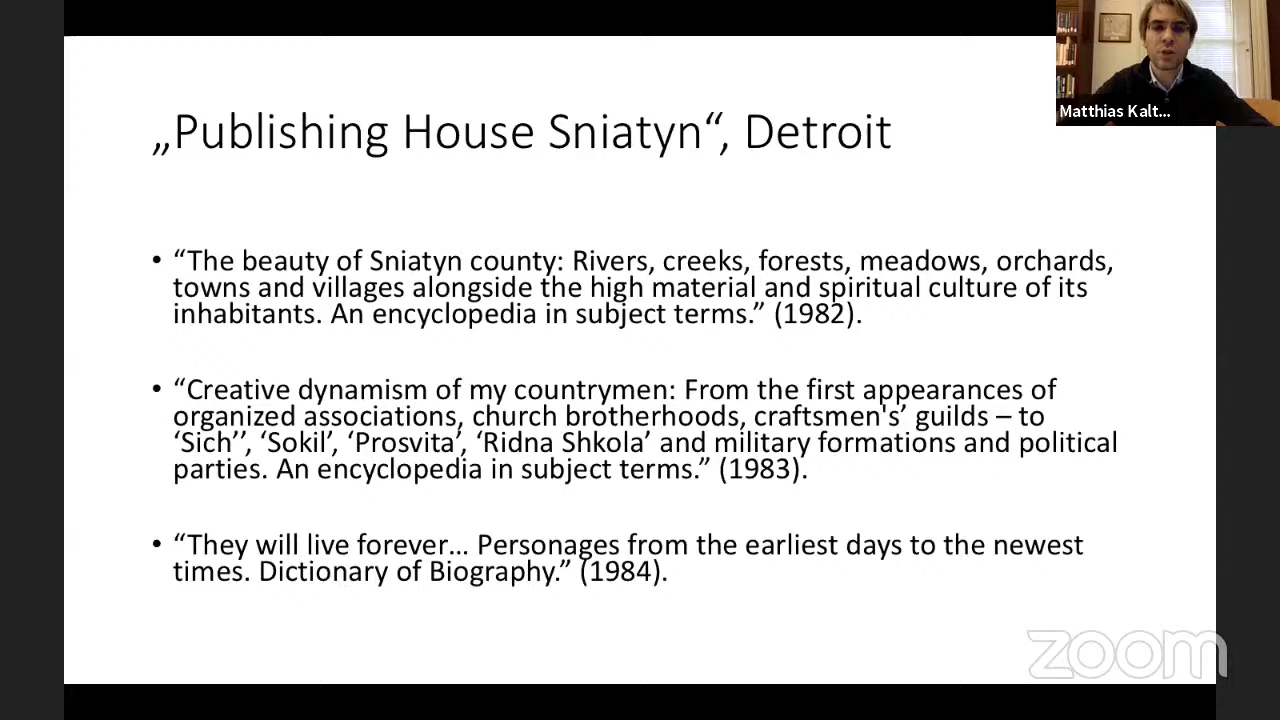 „Publishing House Sniatyn“, Detroit
Matthias Kalt...
• “The beauty of Sniatyn county: Rivers, creeks, forests, meadows, orchards,
towns and villages alongside the high material and spiritual culture of its
inhabitants. An encyclopedia in subject terms.” (1982).
• “Creative dynamism of my countrymen: From the first appearances of
organized associations, church brotherhoods, craftsmen's’ guilds – to
‘Sich’’, ‘Sokil’, ‘Prosvita’, ‘Ridna Shkola’ and military formations and political
parties. An encyclopedia in subject terms.” (1983).
• “They will live forever… Personages from the earliest days to the newest
times. Dictionary of Biography.” (1984).
zoom